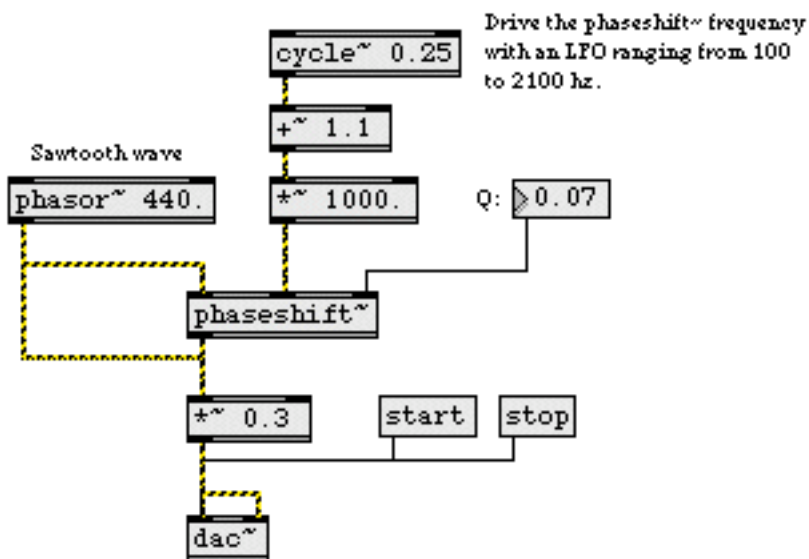 Drive the phaseshift~ frequency
with an LFO ranging from 100
to 2100 hz.
cycle~ 0.25
+~ 1.1
Sawtooth wave
phasor~ 440.
*~ 1000.
Q: 0.07
phaseshift~
*~ 0.3
start
stop
dac~